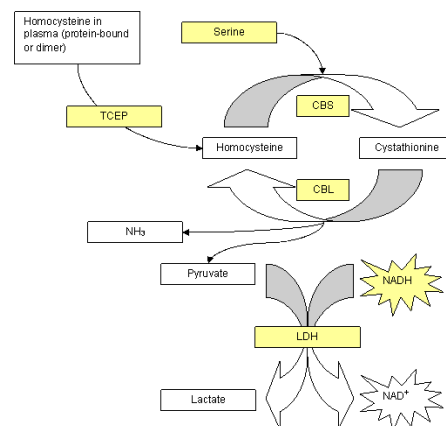 Homocysteine in
plasma (protein-bound
or dimer)
Serine
TCEP
CBS
Homocysteine
Cystathionine
CBL
NH₃
Pyruvate
NADH
LDH
Lactate
NAD⁺